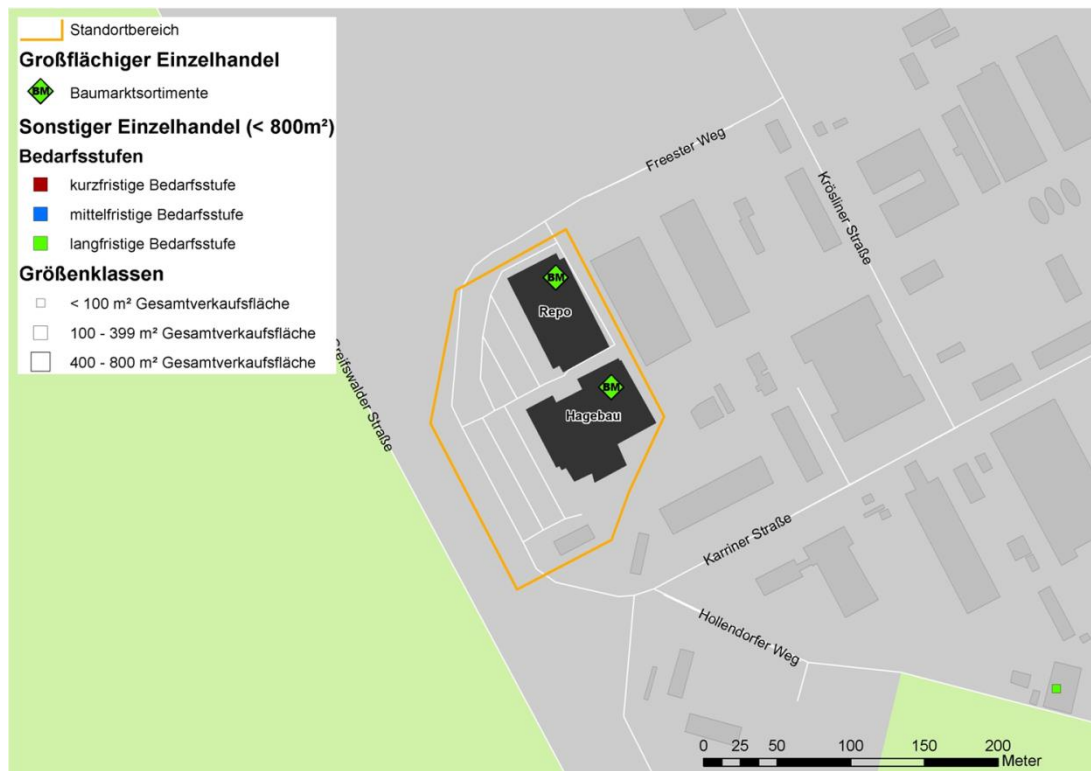 Standortbereich
Großflächiger Einzelhandel
BM Baumarktsortimente
Sonstiger Einzelhandel (< 800m²)
Bedarfsstufen
kurzfristige Bedarfsstufe
mittelfristige Bedarfsstufe
langfristige Bedarfsstufe
Größenklassen
< 100 m² Gesamtverkaufsfläche
100 - 399 m² Gesamtverkaufsfläche
400 - 800 m² Gesamtverkaufsfläche
Freester Weg
Krösliner Straße
BM
Repo
BM
Hagebau
Greifswalder Straße
Karriner Straße
Hollendorfer Weg
0 25 50 100 150 200
Meter